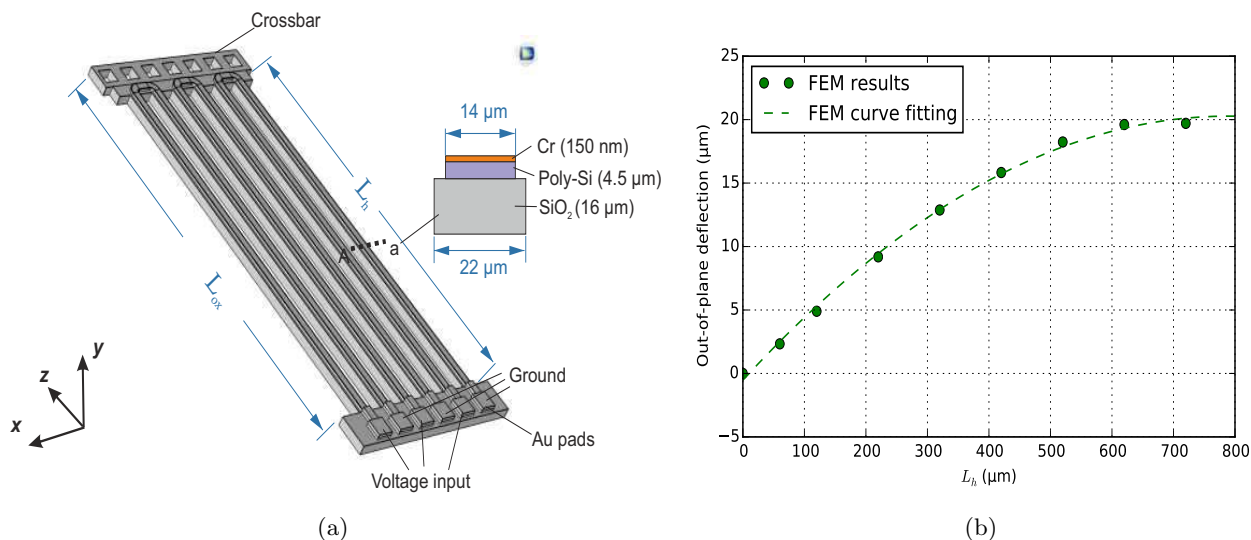 Crossbar
14 µm
Cr (150 nm)
Poly-Si (4.5 µm)
SiO2 (16 µm)
22 µm
Lh
Lox
A
a
y
z
x
Ground
Au pads
Voltage input
(a)
25
20
15
10
5
0
−5
Out-of-plane deflection (µm)
FEM results
FEM curve fitting
0 100 200 300 400 500 600 700 800
Lh (µm)
(b)